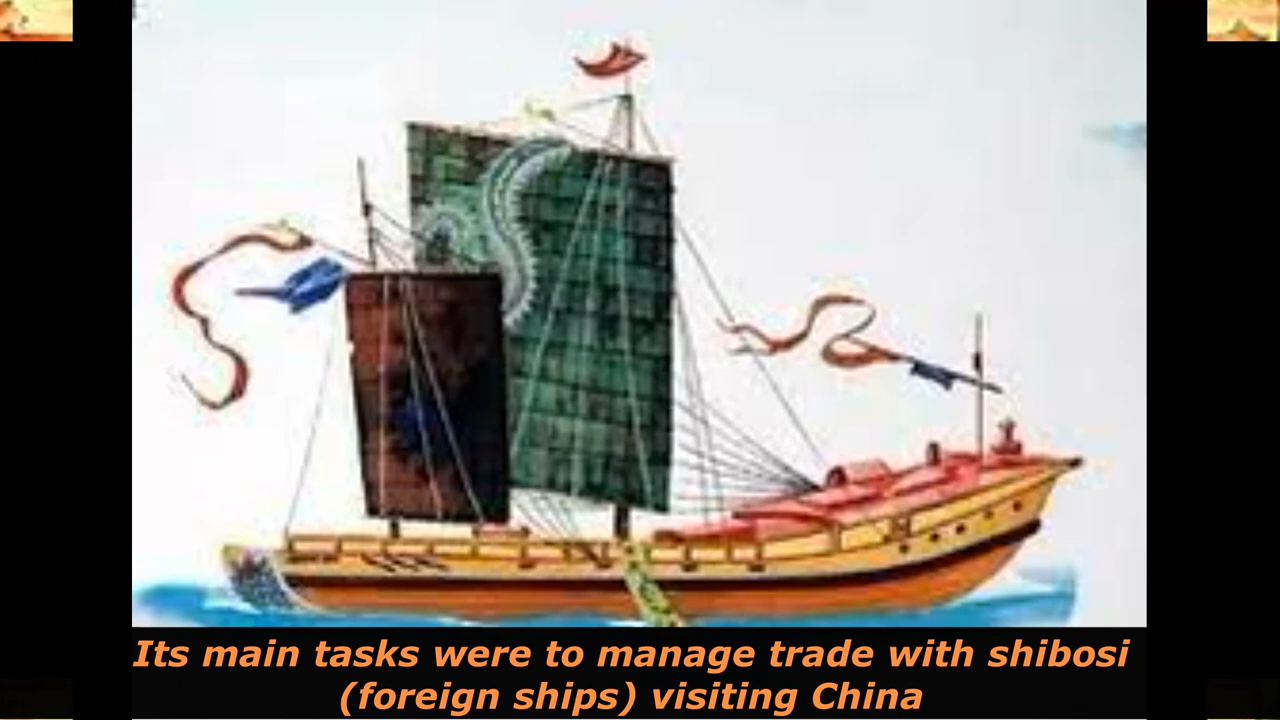 Its main tasks were to manage trade with shibosi
(foreign ships) visiting China